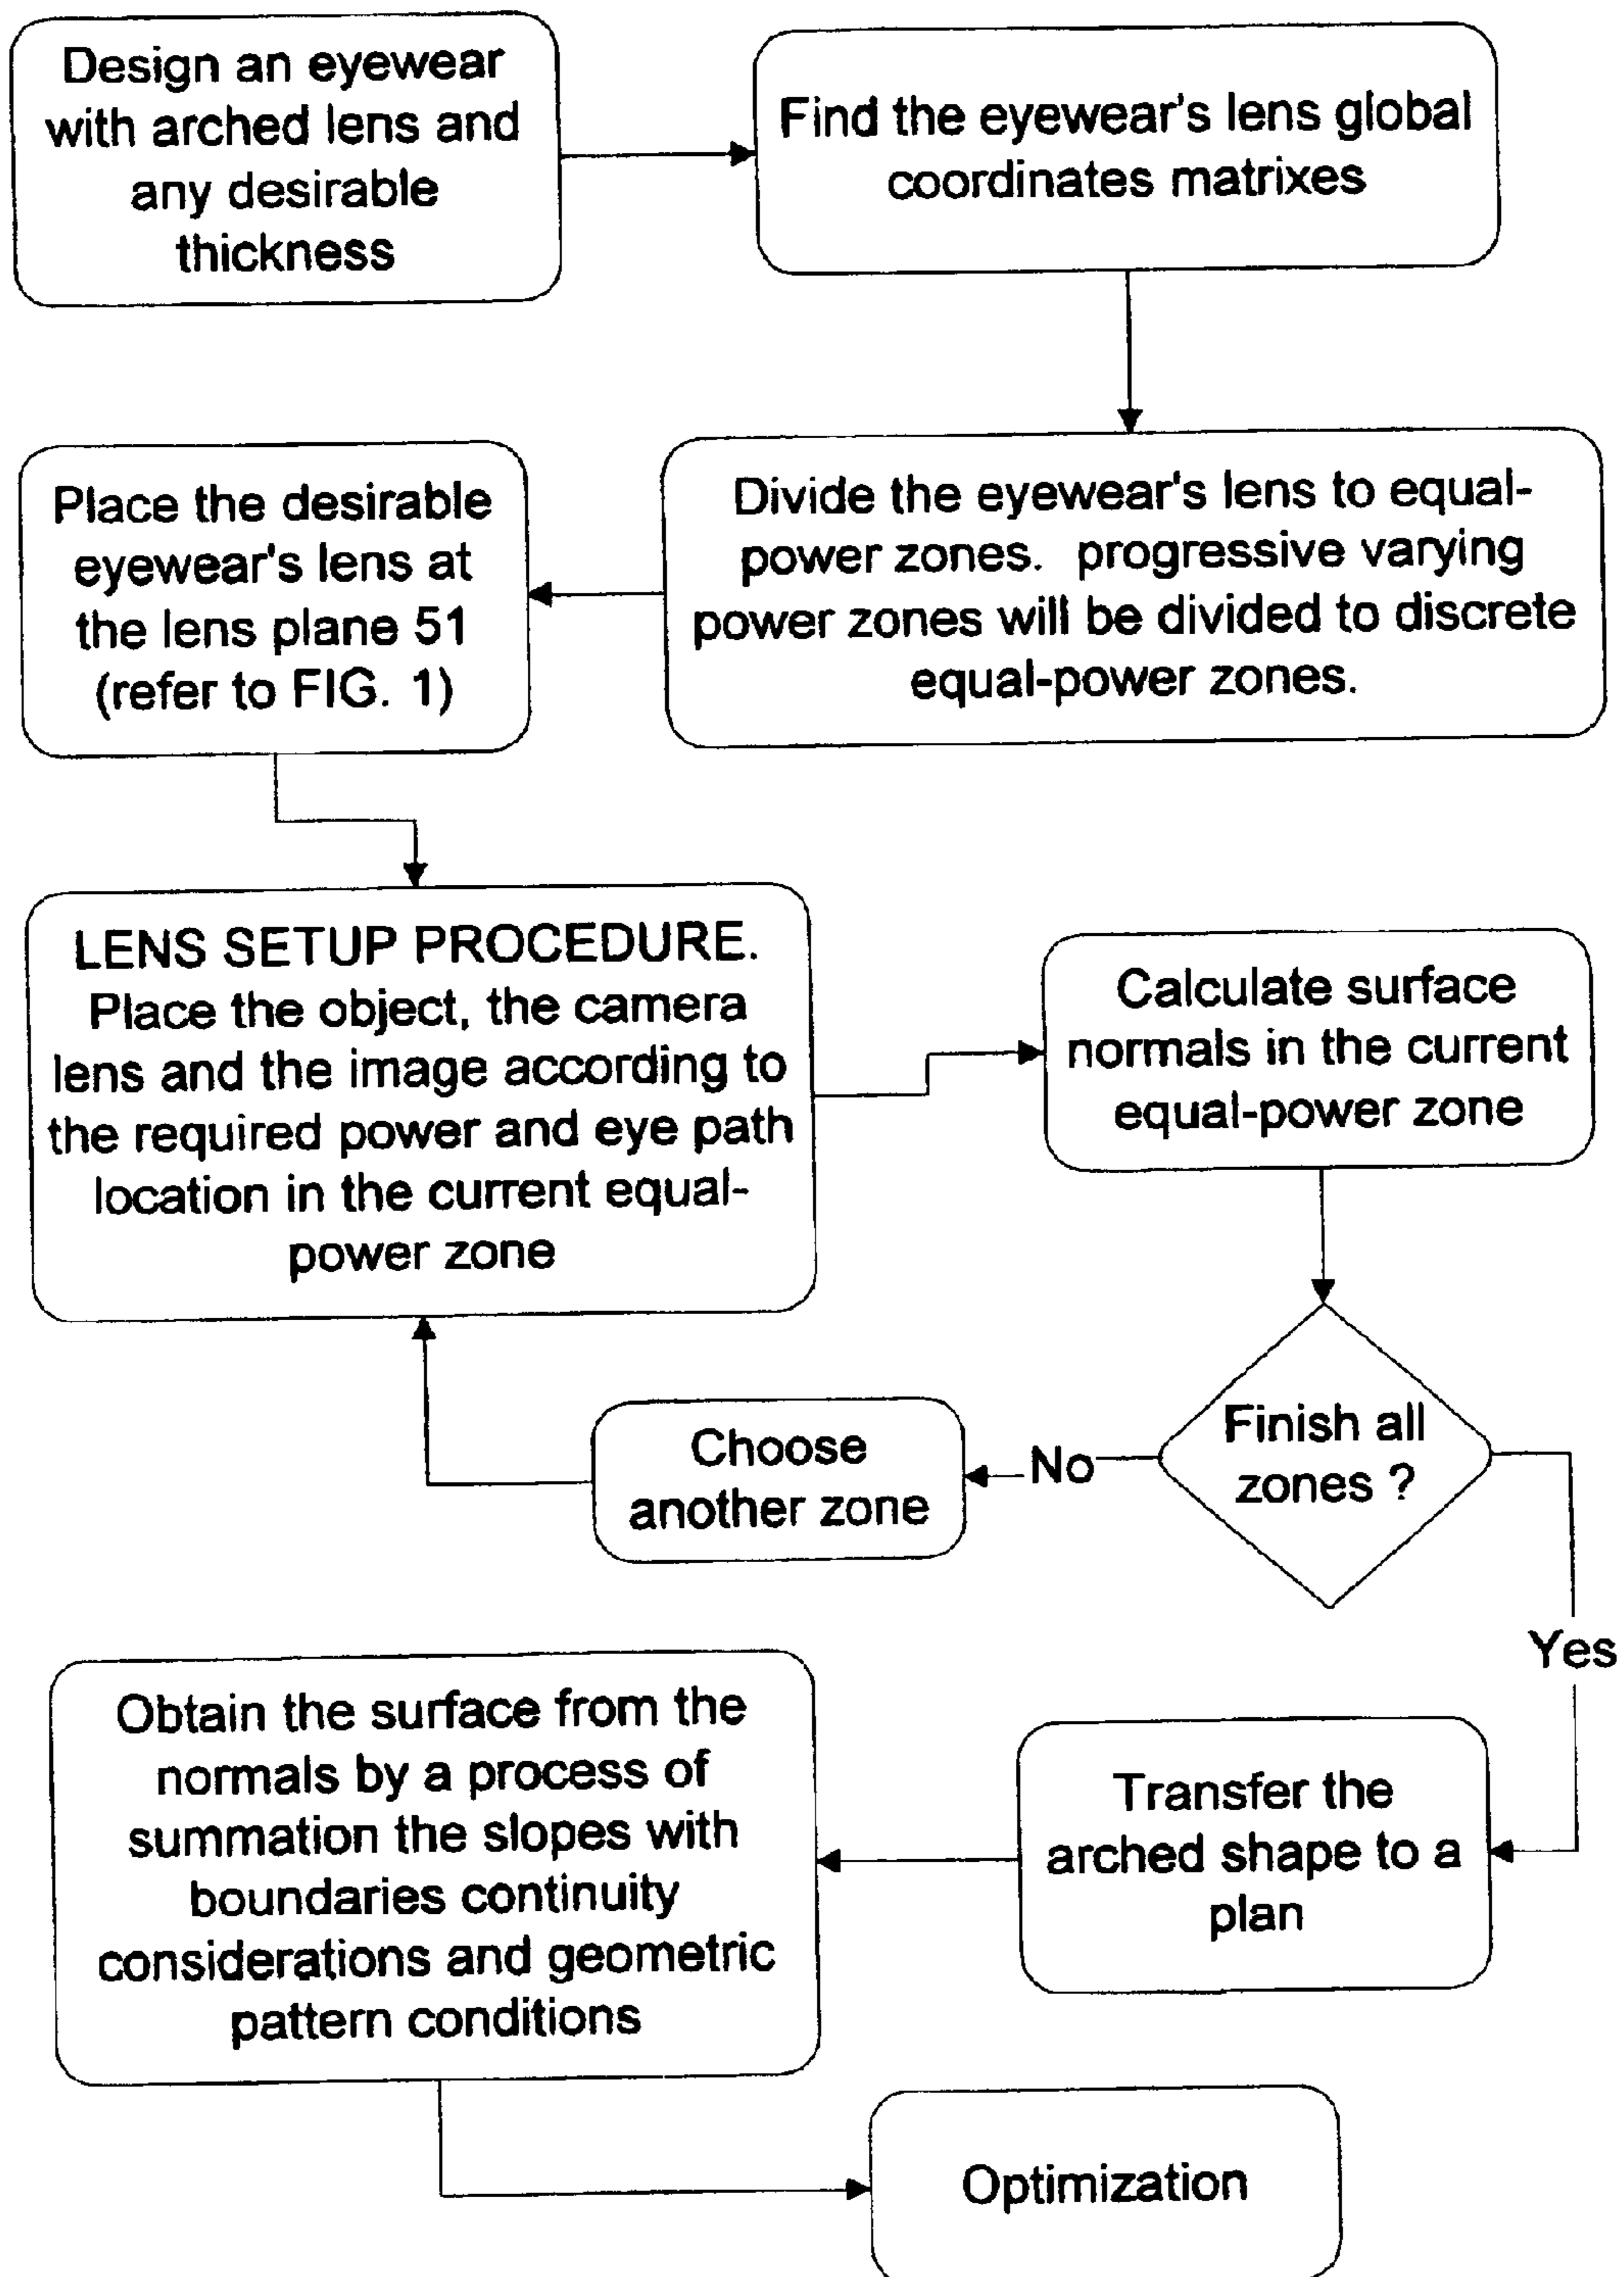 Design an eyewear
with arched lens and
any desirable
thickness
Find the eyewear's lens global
coordinates matrixes
Divide the eyewear's lens to equal-
power zones. progressive varying
power zones will be divided to discrete
equal-power zones.
Place the desirable
eyewear's lens at
the lens plane 51
(refer to FIG. 1)
LENS SETUP PROCEDURE.
Place the object, the camera
lens and the image according to
the required power and eye path
location in the current equal-
power zone
Calculate surface
normals in the current
equal-power zone
Finish all
zones ?
No
Choose
another zone
Yes
Transfer the
arched shape to a
plan
Obtain the surface from the
normals by a process of
summation the slopes with
boundaries continuity
considerations and geometric
pattern conditions
Optimization